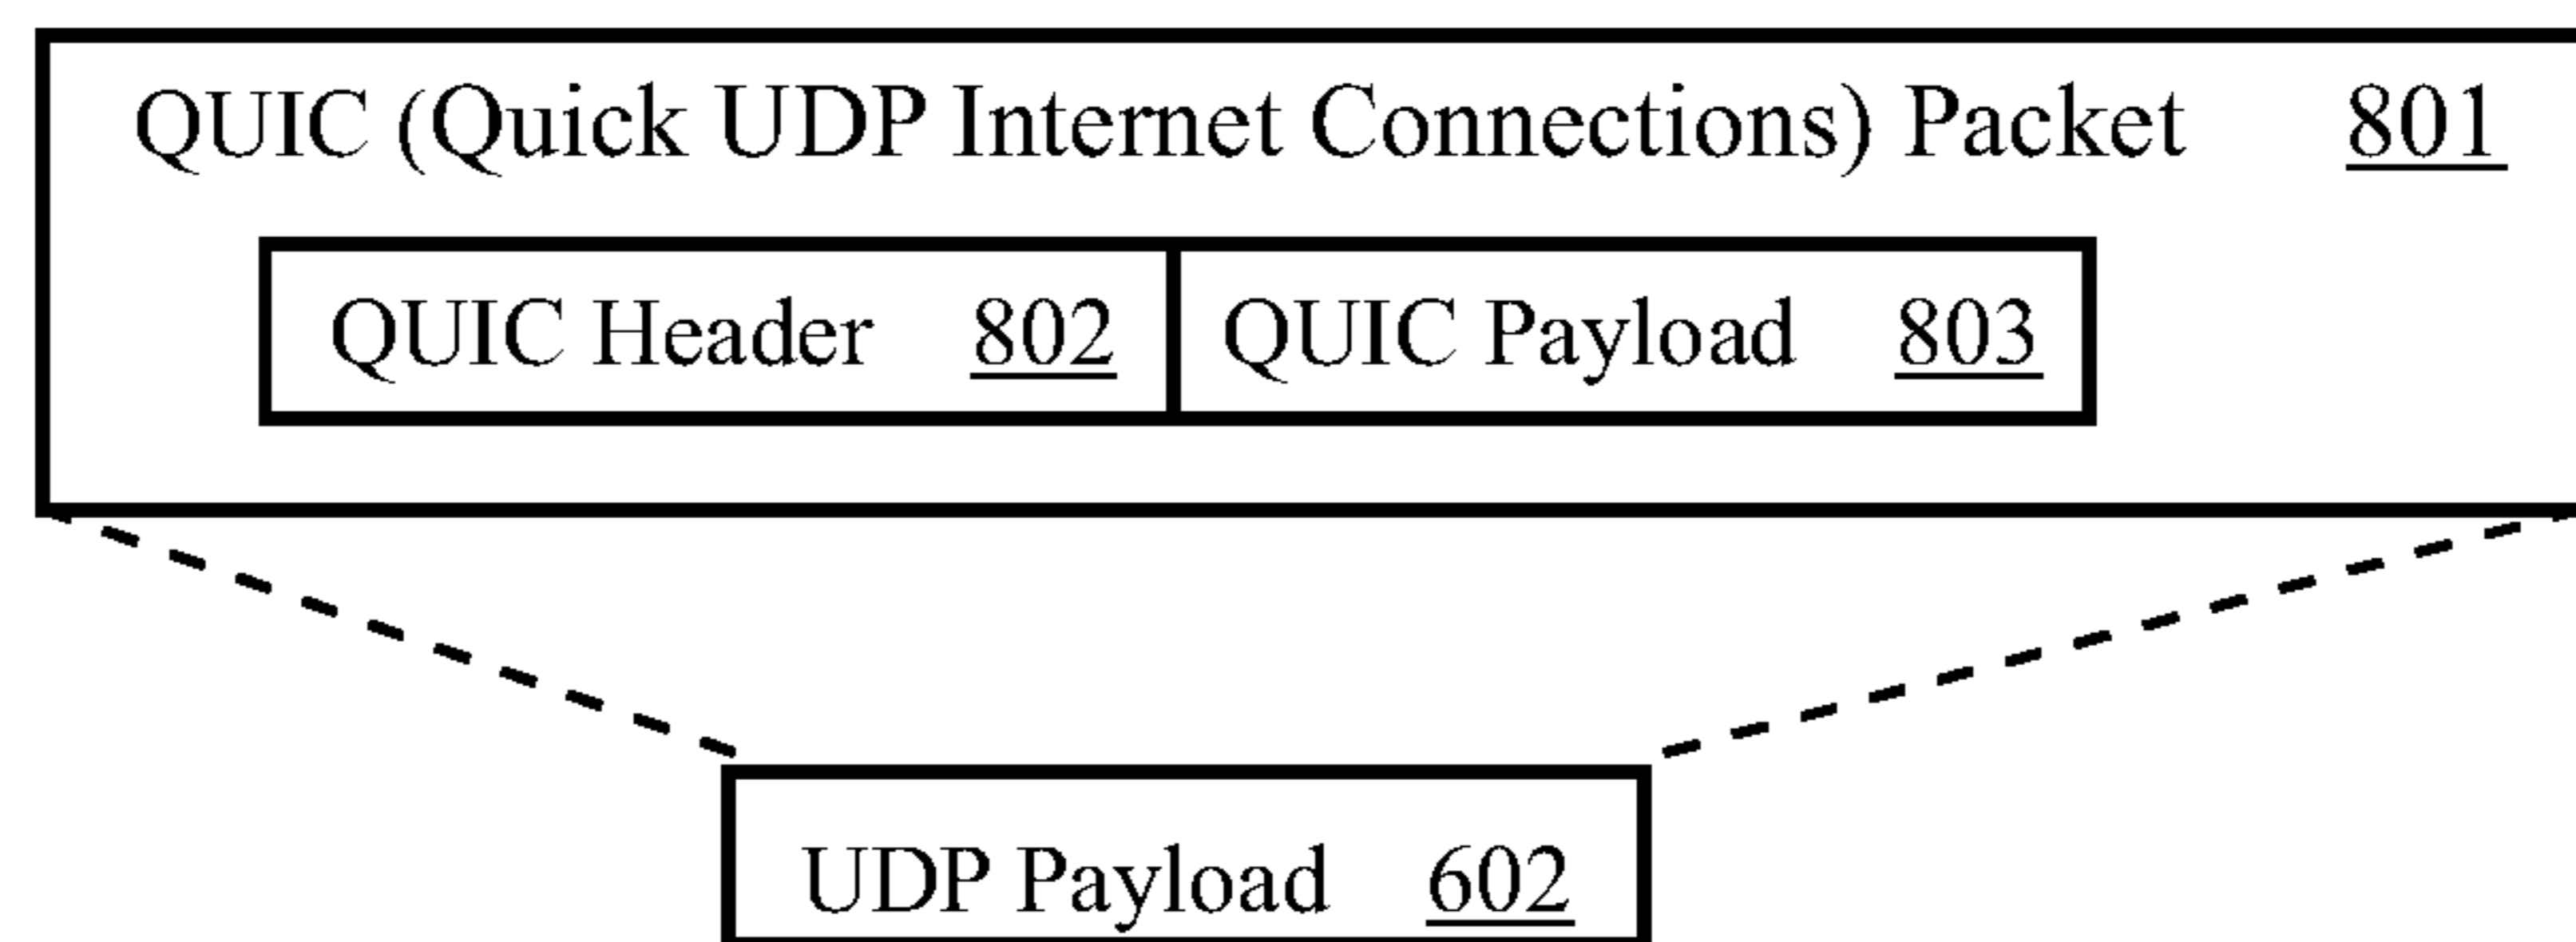 QUIC (Quick UDP Internet Connections) Packet 801
QUIC Header 802 QUIC Payload 803
UDP Payload 602